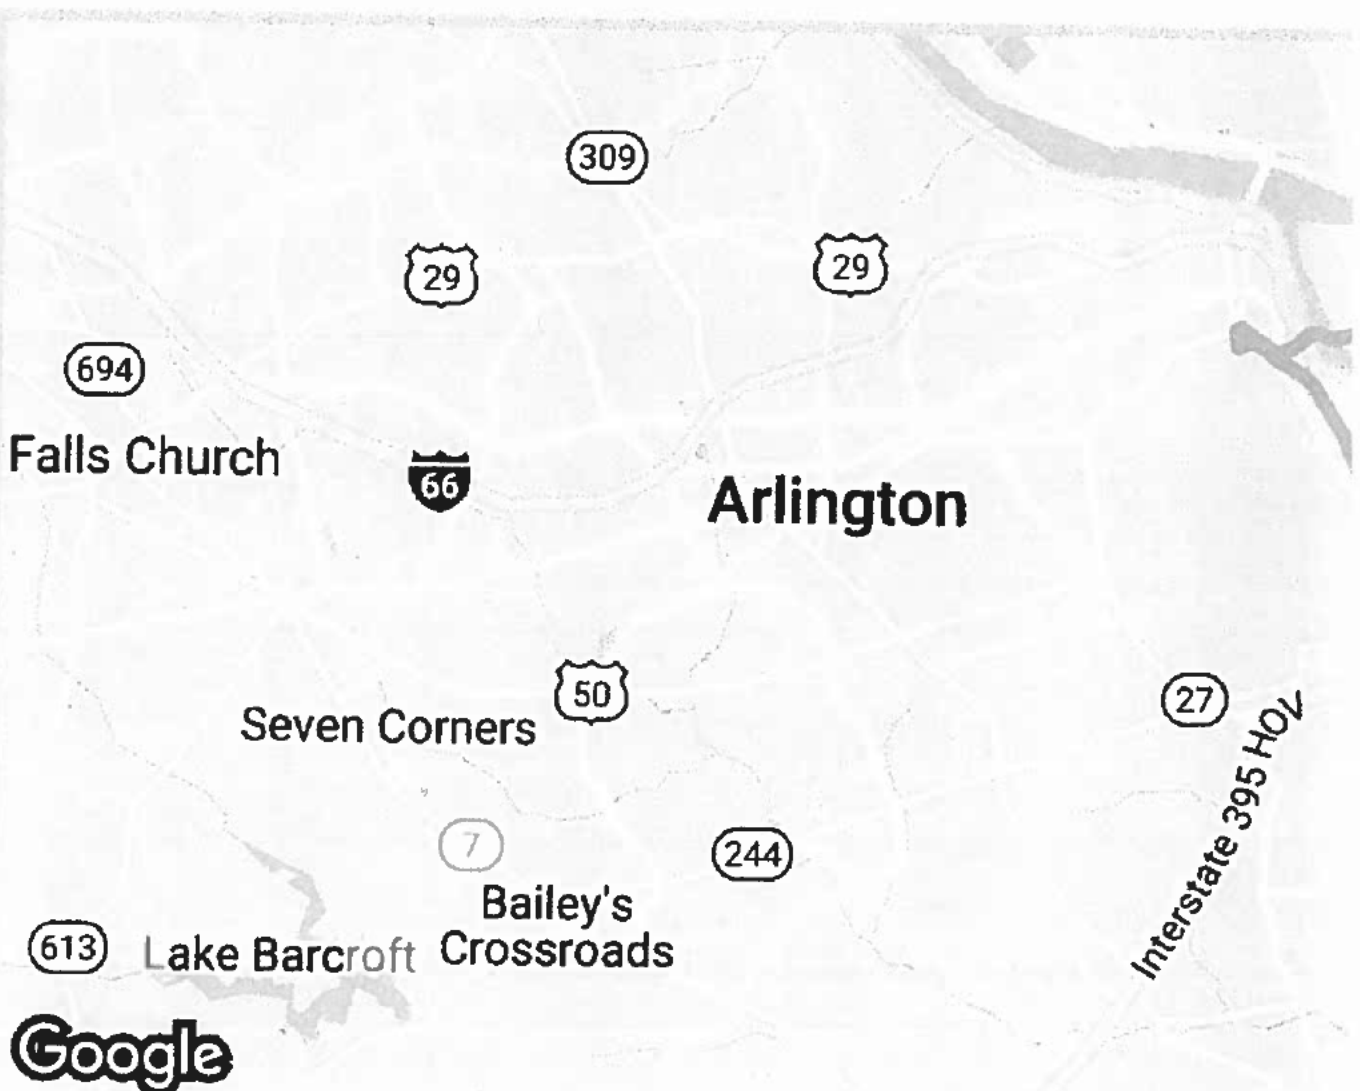 309
29
29
694
Falls Church
66
Arlington
50
27
Seven Corners
Interstate 395 HOV
7
244
Bailey's
Crossroads
613
Lake Barcroft
Google